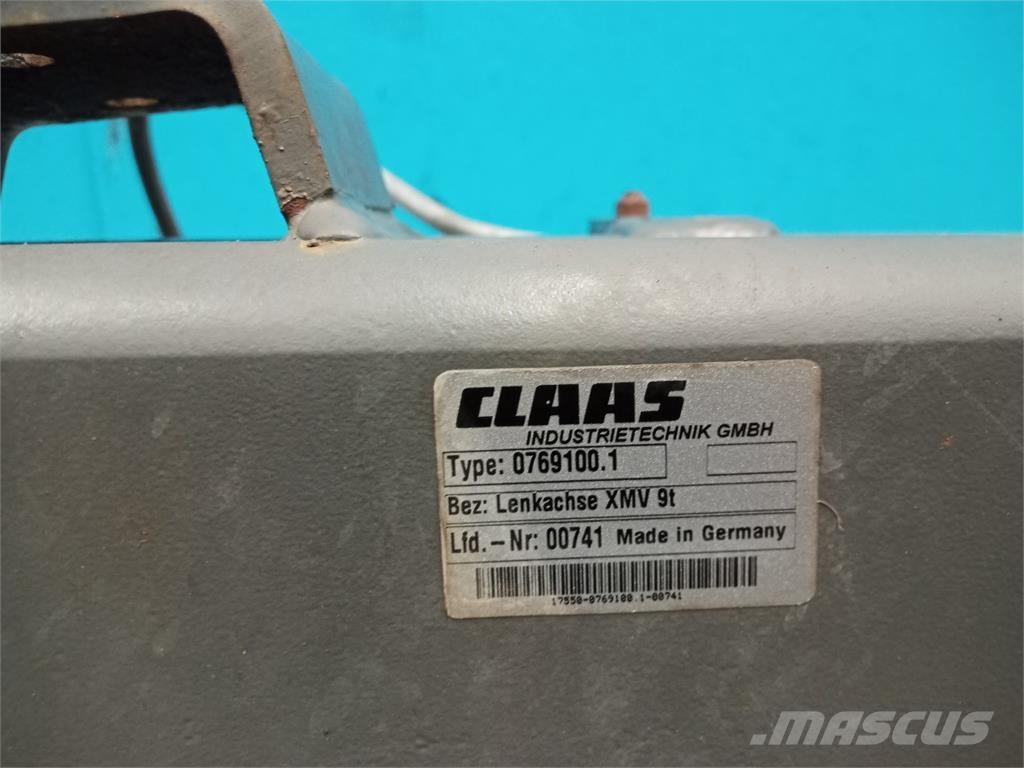 CLAAS
INDUSTRIETECHNIK GMBH
Type: 0769100.1
Bez: Lenkachse XMV 9t
Lfd.-Nr: 00741 Made in Germany
17550-0769100.1-00741
MASCUS